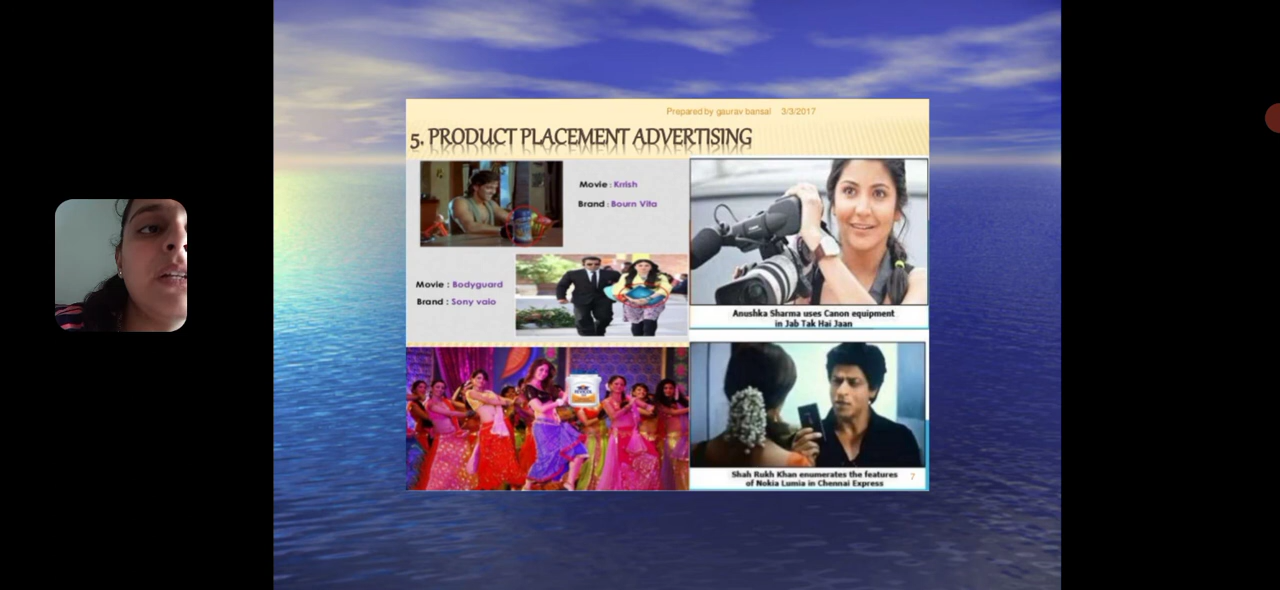 Prepared by gaurav bansal 3/3/2017
5. PRODUCT PLACEMENT ADVERTISING
Movie : Krrish
Brand : Bourn Vita
Movie : Bodyguard
Brand : Sony vaio
Anushka Sharma uses Canon equipment
in Jab Tak Hai Jaan
Shah Rukh Khan enumerates the features
of Nokia Lumia in Chennai Express
7